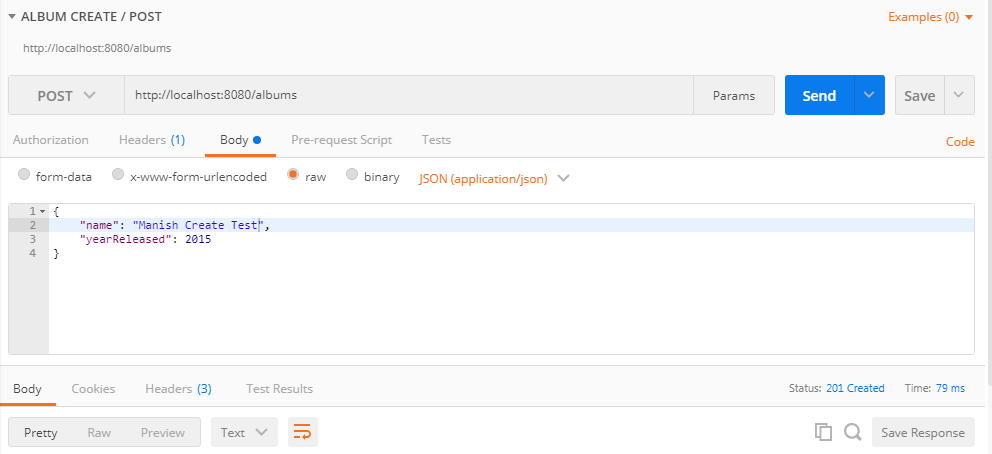 ALBUM CREATE / POST Examples (0)
http://localhost:8080/albums
POST http://localhost:8080/albums Params Send Save
Authorization Headers (1) Body Pre-request Script Tests Code
form-data x-www-form-urlencoded raw binary JSON (application/json)
1 {
2 "name": "Manish Create Test",
3 "yearReleased": 2015
4 }
Body Cookies Headers (3) Test Results Status: 201 Created Time: 79 ms
Pretty Raw Preview Text Save Response